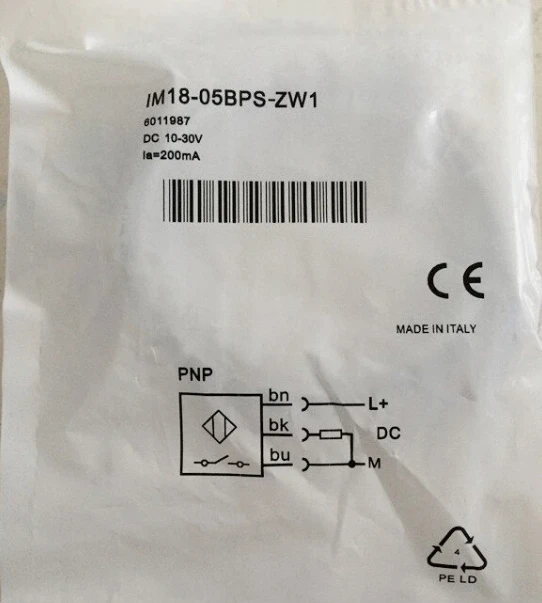 IM18-05BPS-ZW1
6011987
DC 10-30V
Ia=200mA
CE
MADE IN ITALY
PNP
bn L+
bk DC
bu M
4
PE LD